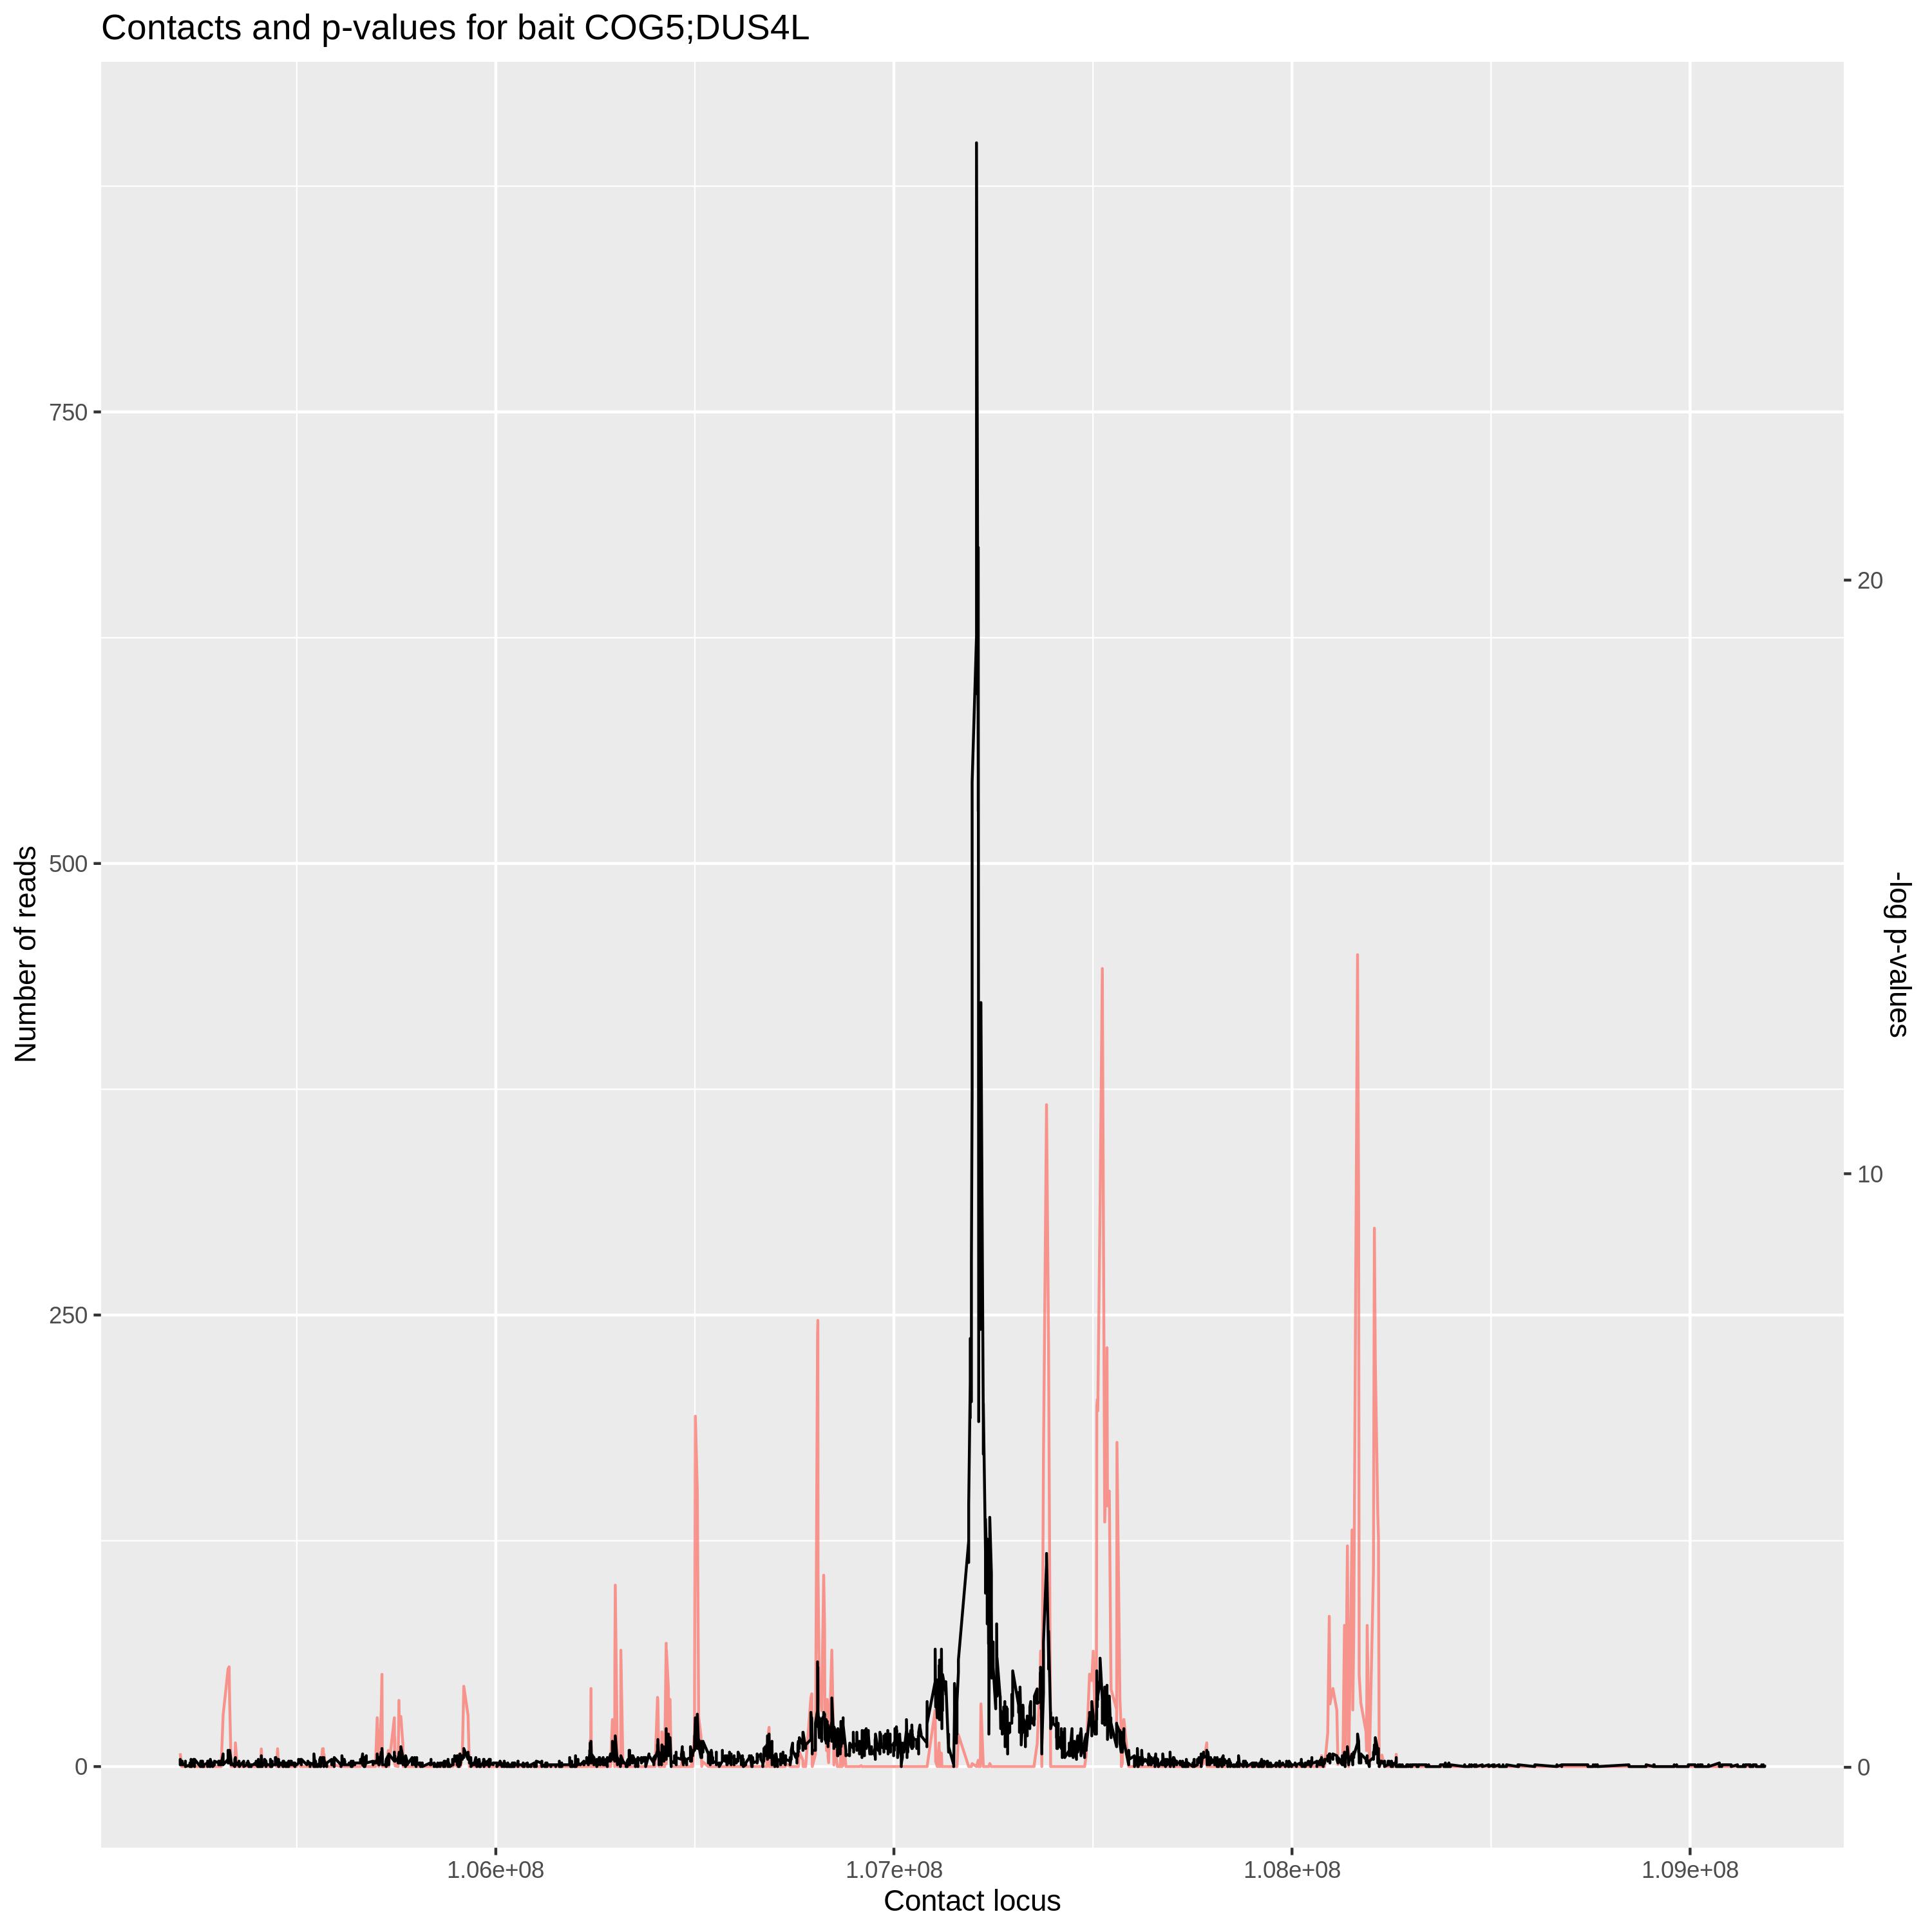 Contacts and p-values for bait COG5;DUS4L
Number of reads
750
500
250
0
20
10
0
-log p-values
1.06e+08
1.07e+08
1.08e+08
1.09e+08
Contact locus